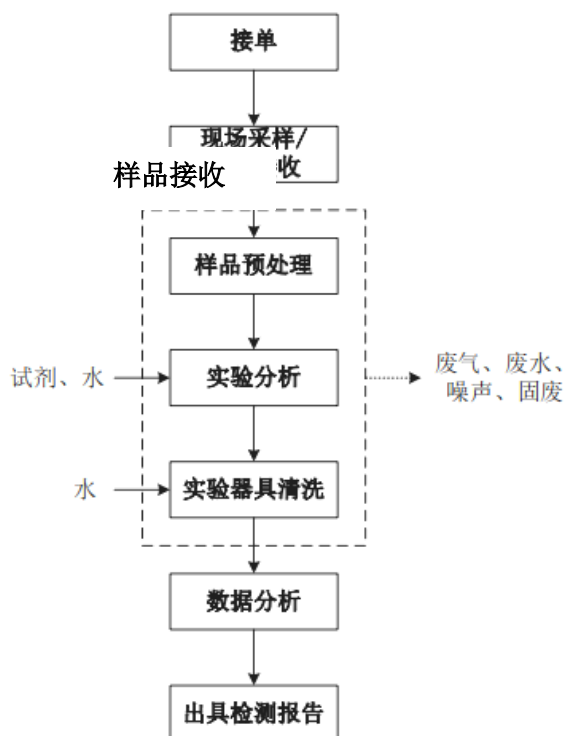 接单
现场采样/
样品接收
收
样品预处理
试剂、水
实验分析
废气、废水、
噪声、固废
水
实验器具清洗
数据分析
出具检测报告